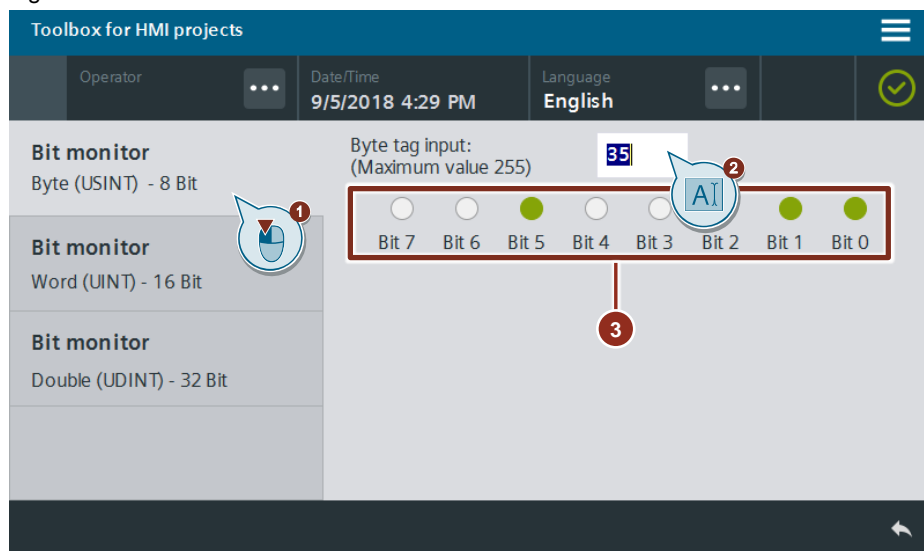 Toolbox for HMI projects
Operator
...
Date/Time
9/5/2018 4:29 PM
Language
English
...
Bit monitor
Byte (USINT) - 8 Bit
1
Bit monitor
Word (UINT) - 16 Bit
Bit monitor
Double (UDINT) - 32 Bit
Byte tag input:
(Maximum value 255)
35
2
A
Bit 7 Bit 6 Bit 5 Bit 4 Bit 3 Bit 2 Bit 1 Bit 0
3